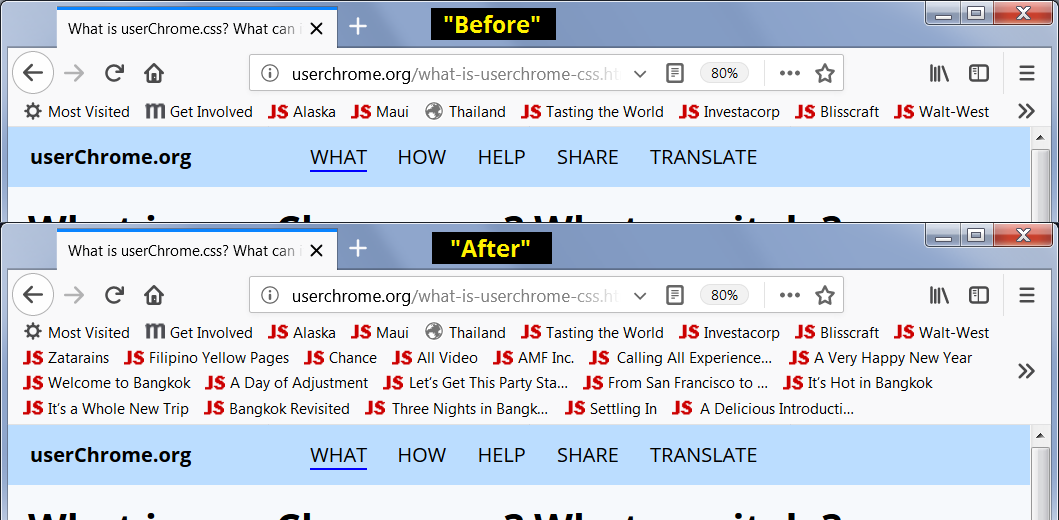 "Before"
What is userChrome.css? What can i
userchrome.org/what-is-userchrome-css.ht
80%
Most Visited Get Involved JS Alaska JS Maui Thailand JS Tasting the World JS Investacorp JS Blisscraft JS Walt-West
userChrome.org WHAT HOW HELP SHARE TRANSLATE
"After"
What is userChrome.css? What can i
userchrome.org/what-is-userchrome-css.ht
80%
Most Visited Get Involved JS Alaska JS Maui Thailand JS Tasting the World JS Investacorp JS Blisscraft JS Walt-West
JS Zatarains JS Filipino Yellow Pages JS Chance JS All Video JS AMF Inc. JS Calling All Experience... JS A Very Happy New Year
JS Welcome to Bangkok JS A Day of Adjustment JS Let's Get This Party Sta... JS From San Francisco to ... JS It's Hot in Bangkok
JS It's a Whole New Trip JS Bangkok Revisited JS Three Nights in Bangk... JS Settling In JS A Delicious Introducti...
userChrome.org WHAT HOW HELP SHARE TRANSLATE